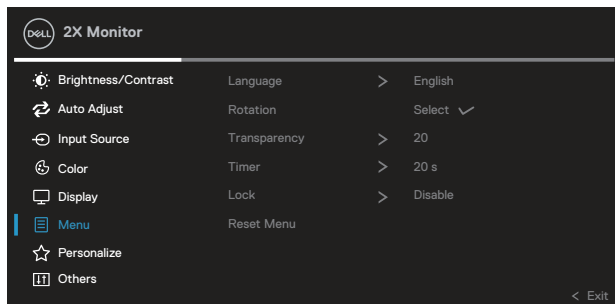 DELL 2X Monitor
Brightness/Contrast Language > English
Auto Adjust Rotation Select ✓
Input Source Transparency > 20
Color Timer > 20 s
Display Lock > Disable
Menu Reset Menu
Personalize
Others
< Exit